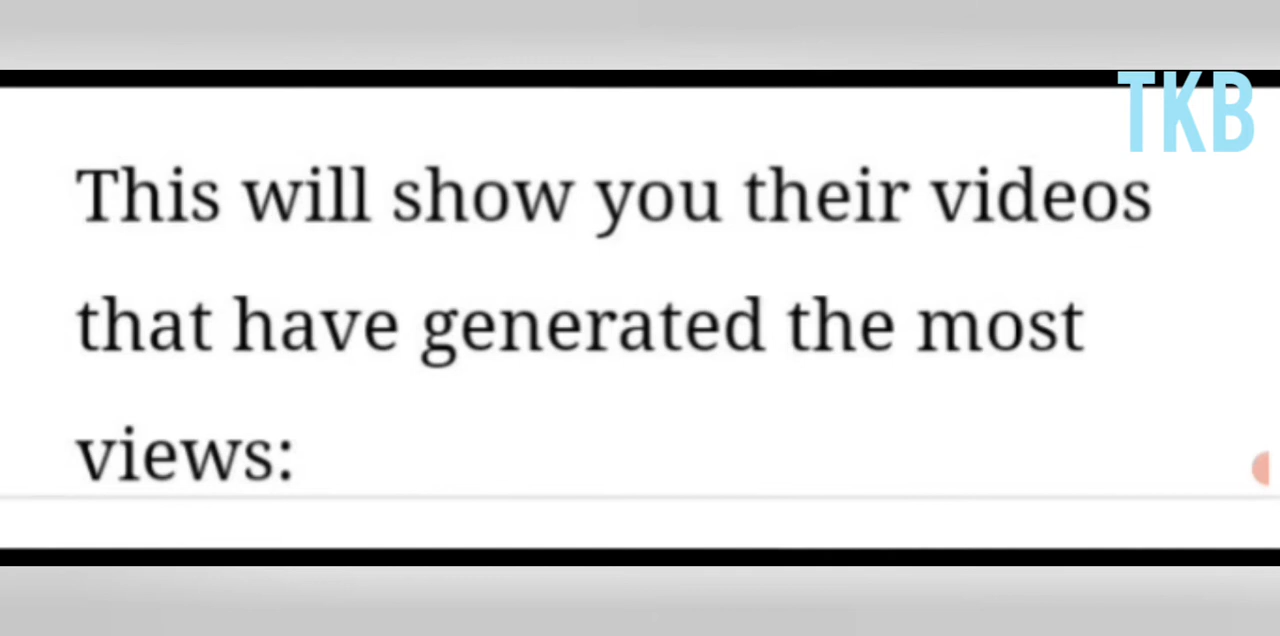 TKB
This will show you their videos
that have generated the most
views: